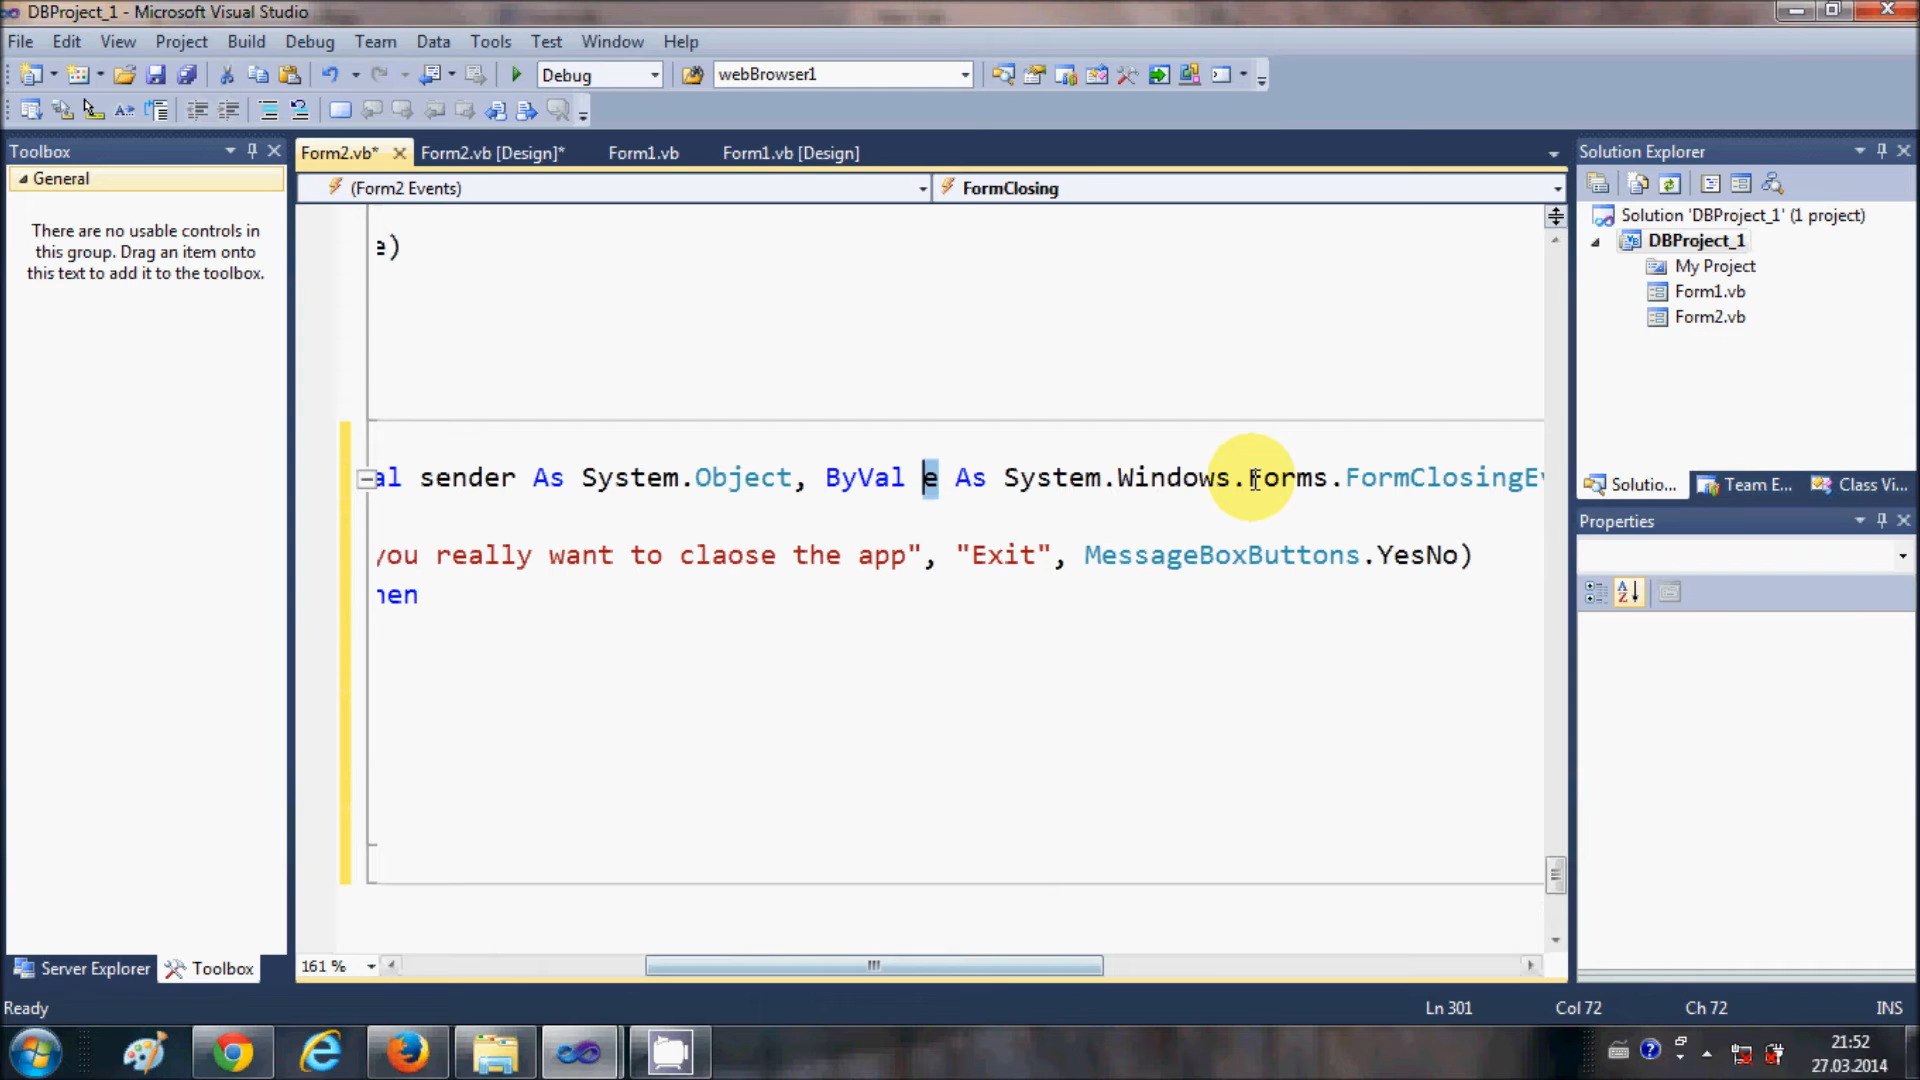 DBProject_1 - Microsoft Visual Studio
File Edit View Project Build Debug Team Data Tools Test Window Help
Debug webBrowser1
Toolbox
General
There are no usable controls in
this group. Drag an item onto
this text to add it to the toolbox.
Server Explorer Toolbox
Form2.vb* Form2.vb [Design]* Form1.vb Form1.vb [Design]
(Form2 Events) FormClosing
e)
al sender As System.Object, ByVal e As System.Windows.Forms.FormClosingEv
you really want to claose the app", "Exit", MessageBoxButtons.YesNo)
hen
161 %
Solution Explorer
Solution 'DBProject_1' (1 project)
DBProject_1
My Project
Form1.vb
Form2.vb
Solutio... Team E... Class Vi...
Properties
Ready Ln 301 Col 72 Ch 72 INS
21:52
27.03.2014